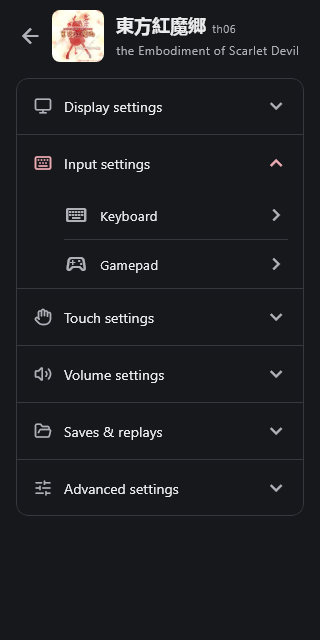 東方紅魔郷 th06
the Embodiment of Scarlet Devil
Display settings
Input settings
Keyboard
Gamepad
Touch settings
Volume settings
Saves & replays
Advanced settings